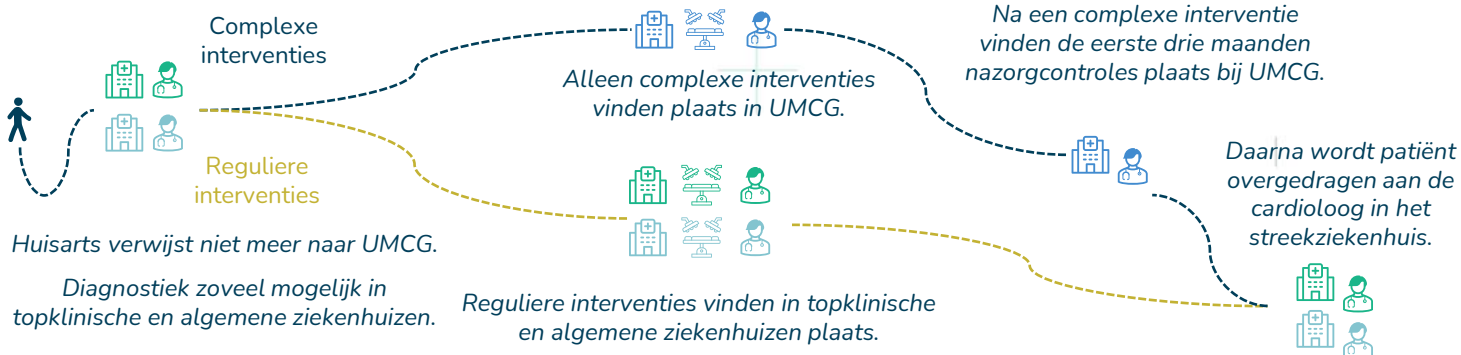 Complexe
interventies
Alleen complexe interventies
vinden plaats in UMCG.
Na een complexe interventie
vinden de eerste drie maanden
nazorgcontroles plaats bij UMCG.
Reguliere
interventies
Daarna wordt patiënt
overgedragen aan de
cardioloog in het
streekziekenhuis.
Huisarts verwijst niet meer naar UMCG.
Diagnostiek zoveel mogelijk in
topklinische en algemene ziekenhuizen.
Reguliere interventies vinden in topklinische
en algemene ziekenhuizen plaats.